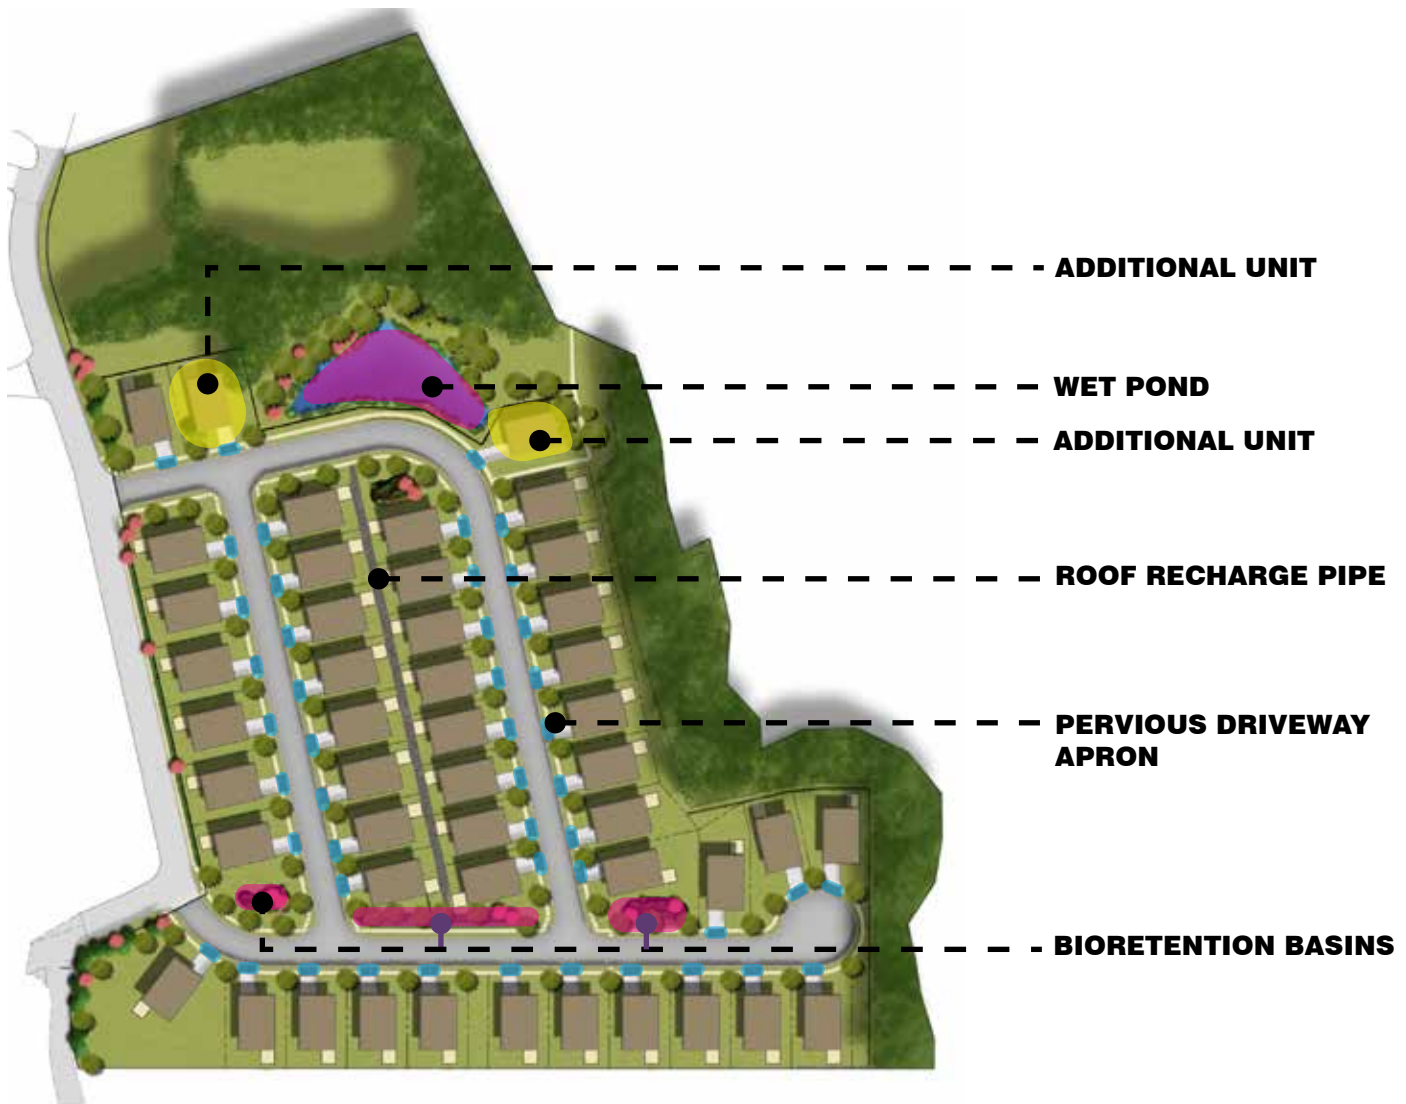 ADDITIONAL UNIT
WET POND
ADDITIONAL UNIT
ROOF RECHARGE PIPE
PERVIOUS DRIVEWAY
APRON
BIORETENTION BASINS